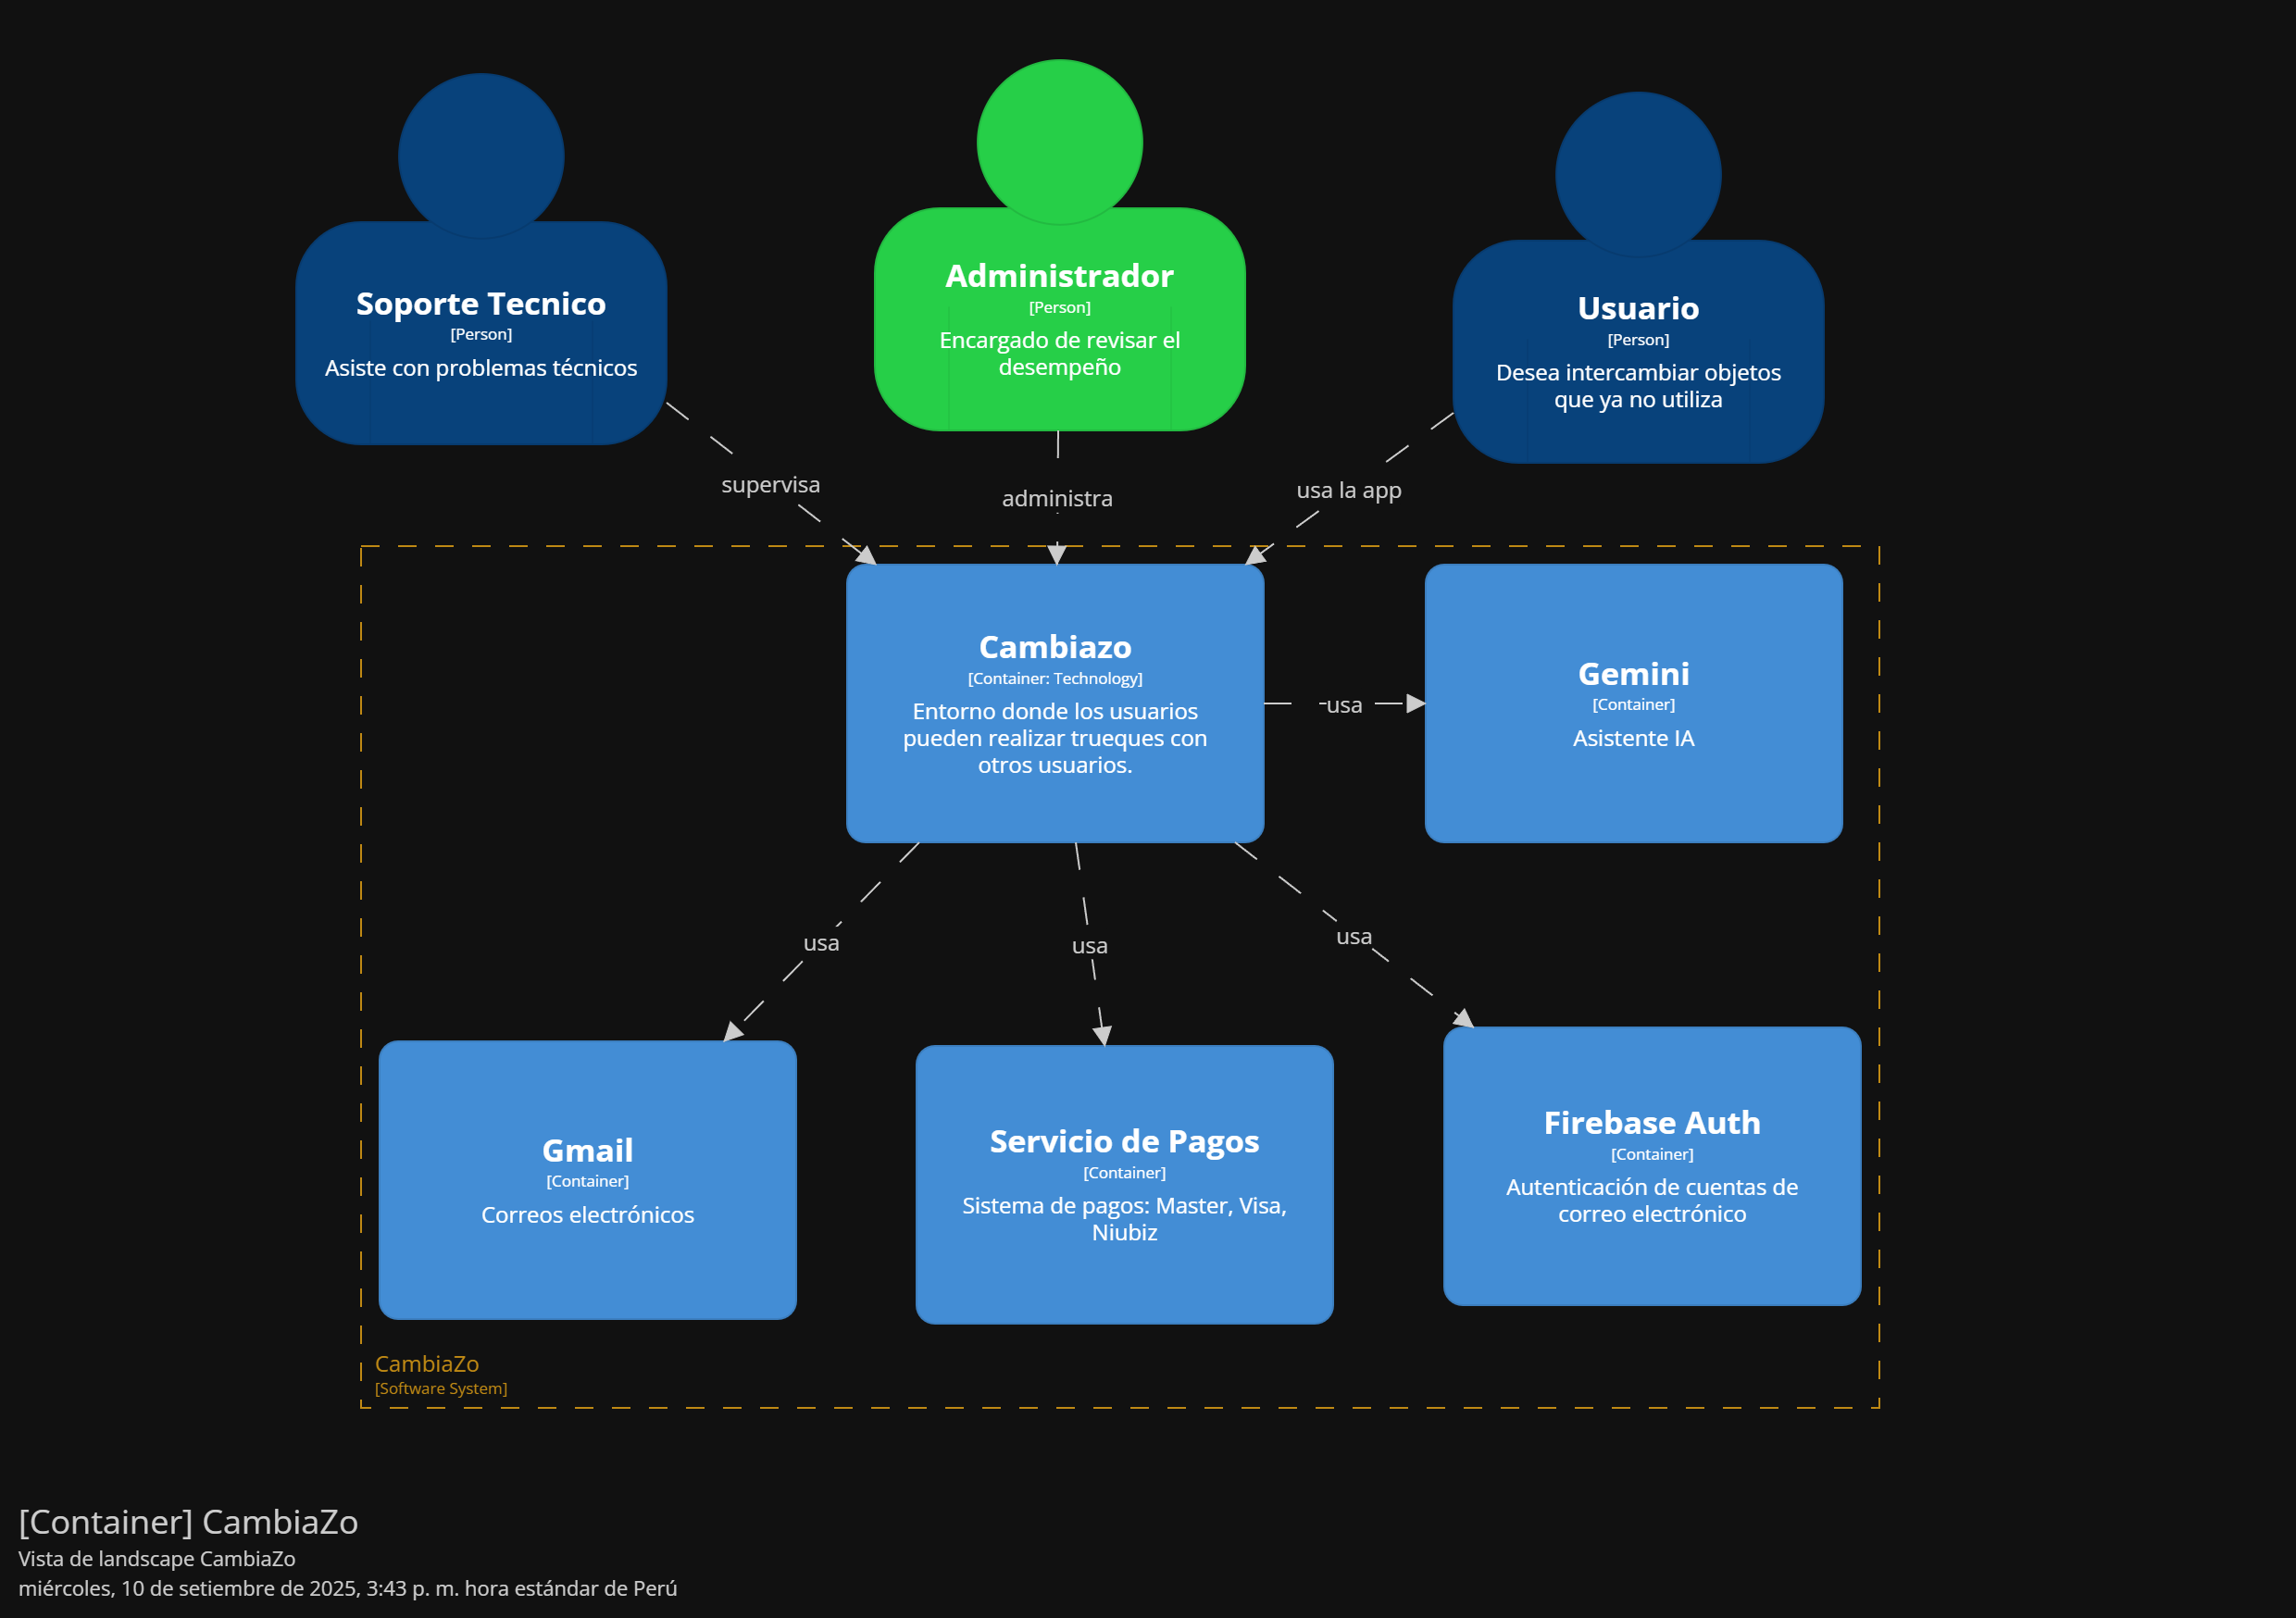 Soporte Tecnico
[Person]
Asiste con problemas técnicos
Administrador
[Person]
Encargado de revisar el
desempeño
Usuario
[Person]
Desea intercambiar objetos
que ya no utiliza
supervisa
administra
usa la app
Cambiazo
[Container: Technology]
Entorno donde los usuarios
pueden realizar trueques con
otros usuarios.
usa
Gemini
[Container]
Asistente IA
usa
usa
usa
Gmail
[Container]
Correos electrónicos
Servicio de Pagos
[Container]
Sistema de pagos: Master, Visa,
Niubiz
Firebase Auth
[Container]
Autenticación de cuentas de
correo electrónico
CambiaZo
[Software System]
[Container] CambiaZo
Vista de landscape CambiaZo
miércoles, 10 de setiembre de 2025, 3:43 p. m. hora estándar de Perú